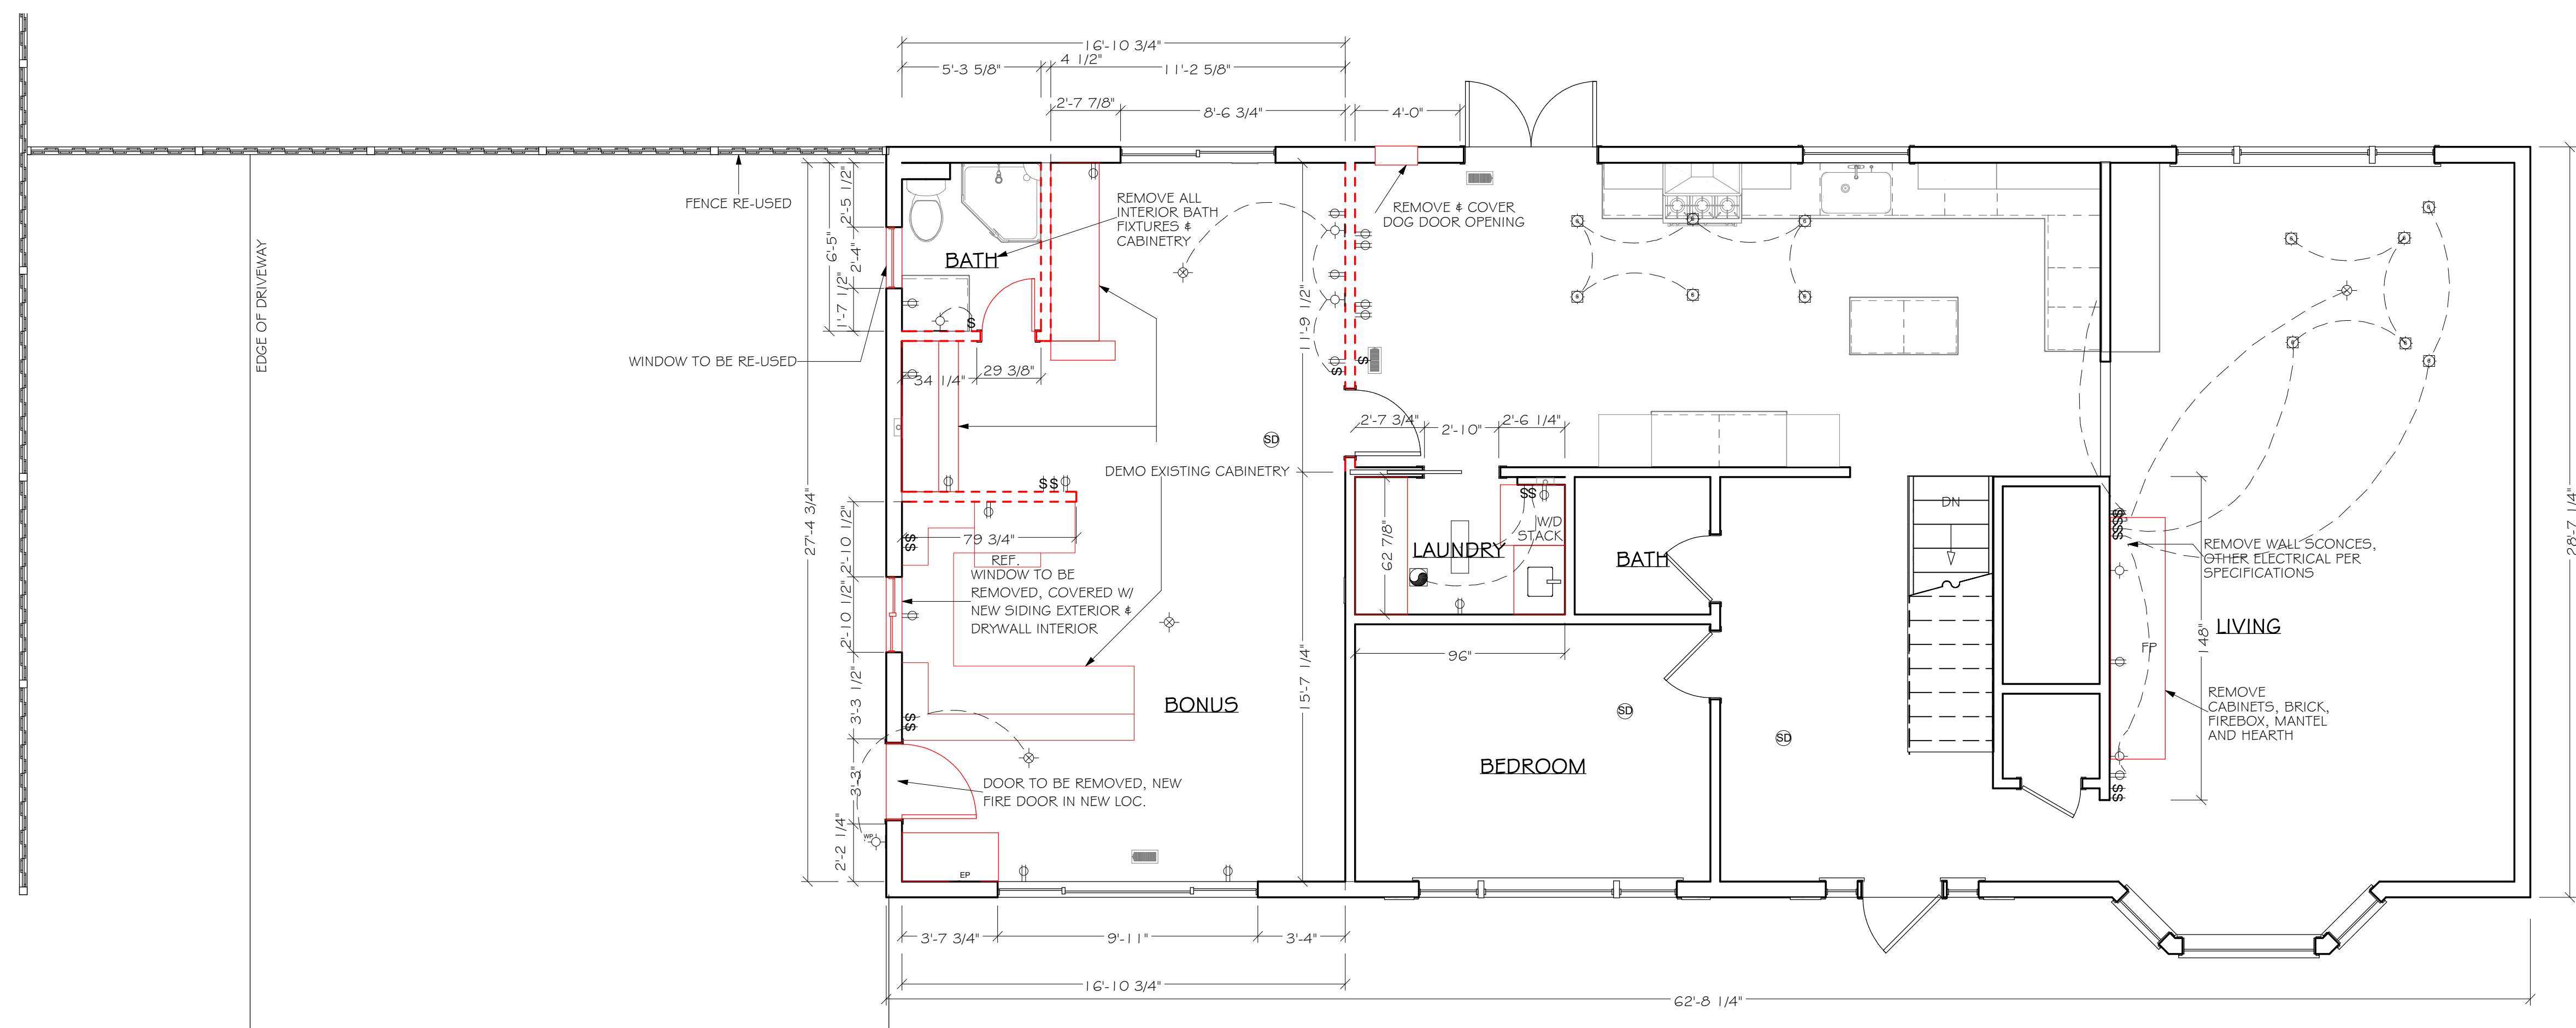 16'-10 3/4"
4 1/2"
5'-3 5/8"
11'-2 5/8"
2'-7 7/8"
8'-6 3/4"
4'-0"
FENCE RE-USED
EDGE OF DRIVEWAY
WINDOW TO BE RE-USED
27'-4 3/4"
6'-5"
2'-5 1/2"
2'-4"
1'-7 1/2"
BATH
REMOVE ALL
INTERIOR BATH
FIXTURES &
CABINETRY
REMOVE & COVER
DOG DOOR OPENING
11'-9 1/2"
34 1/4"
29 3/8"
SD
DEMO EXISTING CABINETRY
2'-7 3/4"
2'-10"
2'-6 1/4"
79 3/4"
REF.
WINDOW TO BE
REMOVED, COVERED W/
NEW SIDING EXTERIOR &
DRYWALL INTERIOR
2'-10 1/2"
2'-10 1/2"
3'-3 1/2"
3'-3"
2'-2 1/4"
62 7/8"
W/D
STACK
LAUNDRY
BATH
96"
15'-7 1/4"
BONUS
SD
BEDROOM
SD
DOOR TO BE REMOVED, NEW
FIRE DOOR IN NEW LOC.
WP
EP
DN
REMOVE WALL SCONCES,
OTHER ELECTRICAL PER
SPECIFICATIONS
LIVING
FP
148"
REMOVE
CABINETS, BRICK,
FIREBOX, MANTEL
AND HEARTH
28'-7 1/4"
3'-7 3/4"
9'-11"
3'-4"
16'-10 3/4"
62'-8 1/4"